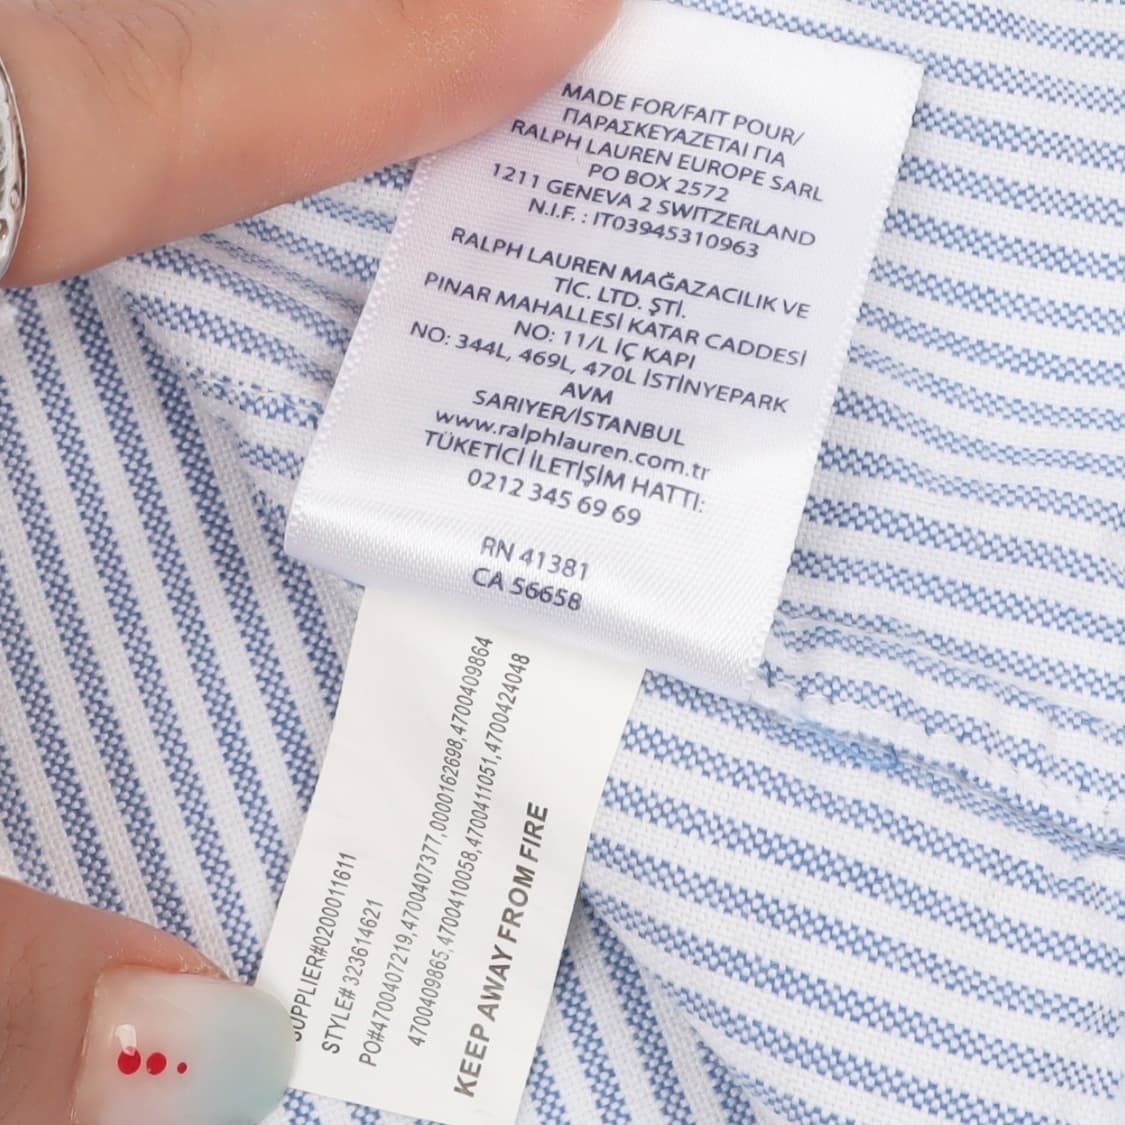 MADE FOR/FAIT POUR/
ΠΑΡΑΣΚΕΥΑΖΕΤΑΙ ΓΙΑ
RALPH LAUREN EUROPE SARL
PO BOX 2572
1211 GENEVA 2 SWITZERLAND
N.I.F. : IT03945310963
RALPH LAUREN MAĞAZACILIK VE
TİC. LTD. ŞTİ.
PINAR MAHALLESİ KATAR CADDESİ
NO: 11/L İÇ KAPI
NO: 344L, 469L, 470L İSTİNYEPARK
AVM
SARIYER/İSTANBUL
www.ralphlauren.com.tr
TÜKETİCİ İLETİŞİM HATTI:
0212 345 69 69
RN 41381
CA 56658
SUPPLIER#0200011611
STYLE# 323614621
PO#4700407219,4700407377,0000162698,4700409864
4700409865,4700410058,4700411051,4700424048
KEEP AWAY FROM FIRE